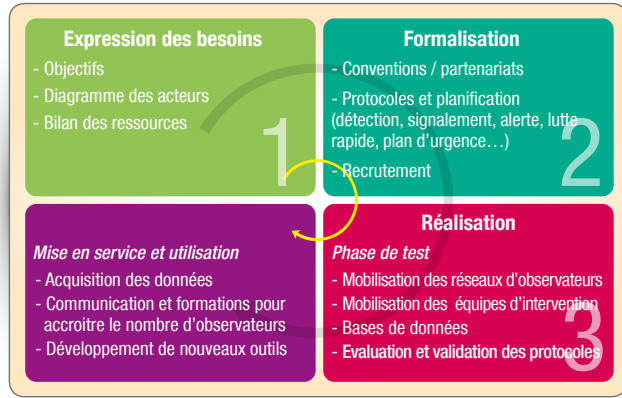 Expression des besoins
- Objectifs
- Diagramme des acteurs
- Bilan des ressources
1
Formalisation
- Conventions / partenariats
- Protocoles et planification
(détection, signalement, alerte, lutte
rapide, plan d'urgence…)
- Recrutement
2
Mise en service et utilisation
- Acquisition des données
- Communication et formations pour
accroitre le nombre d'observateurs
- Développement de nouveaux outils
Réalisation
Phase de test
- Mobilisation des réseaux d'observateurs
- Mobilisation des équipes d'intervention
- Bases de données
- Evaluation et validation des protocoles
3